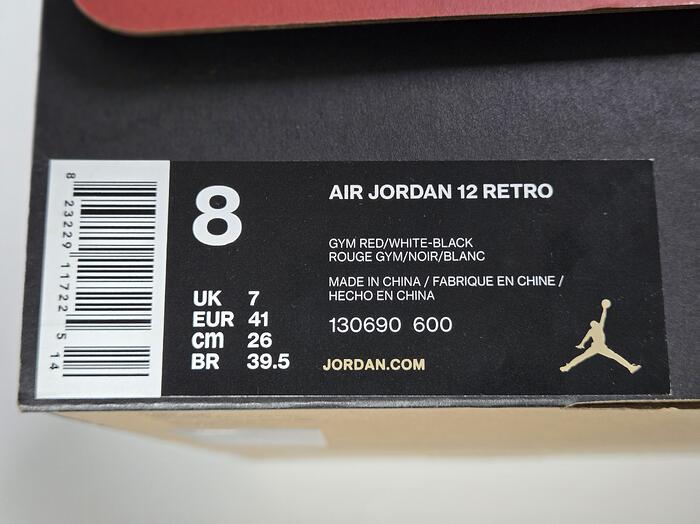 8 23229 11722 5 14
8
UK 7
EUR 41
cm 26
BR 39.5
AIR JORDAN 12 RETRO
GYM RED/WHITE-BLACK
ROUGE GYM/NOIR/BLANC
MADE IN CHINA / FABRIQUE EN CHINE /
HECHO EN CHINA
130690 600
JORDAN.COM